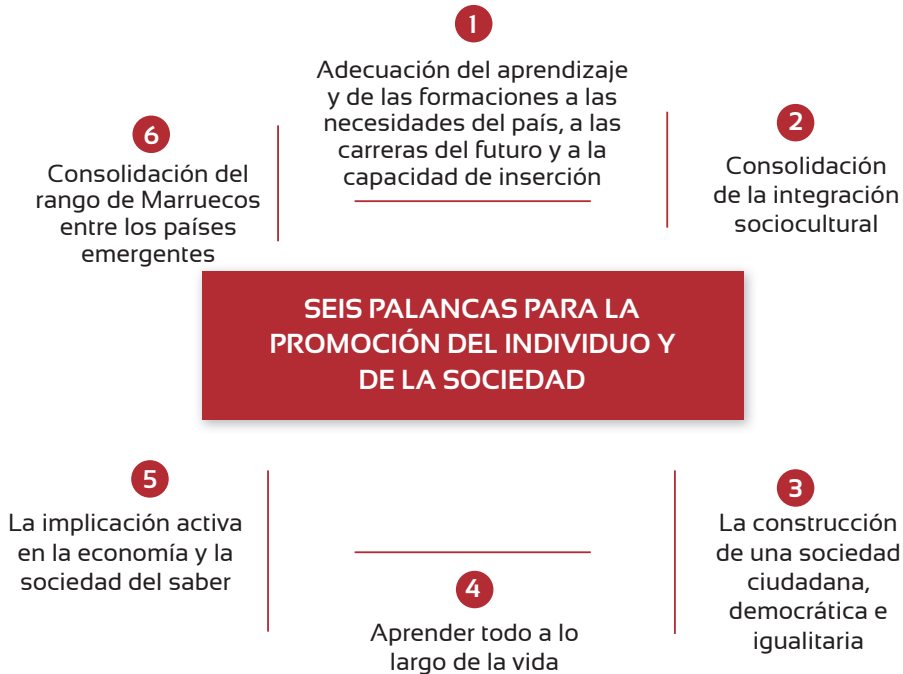 1
Adecuación del aprendizaje
y de las formaciones a las
necesidades del país, a las
carreras del futuro y a la
capacidad de inserción
2
Consolidación
de la integración
sociocultural
6
Consolidación del
rango de Marruecos
entre los países
emergentes
SEIS PALANCAS PARA LA
PROMOCIÓN DEL INDIVIDUO Y
DE LA SOCIEDAD
5
La implicación activa
en la economía y la
sociedad del saber
3
La construcción
de una sociedad
ciudadana,
democrática e
igualitaria
4
Aprender todo a lo
largo de la vida